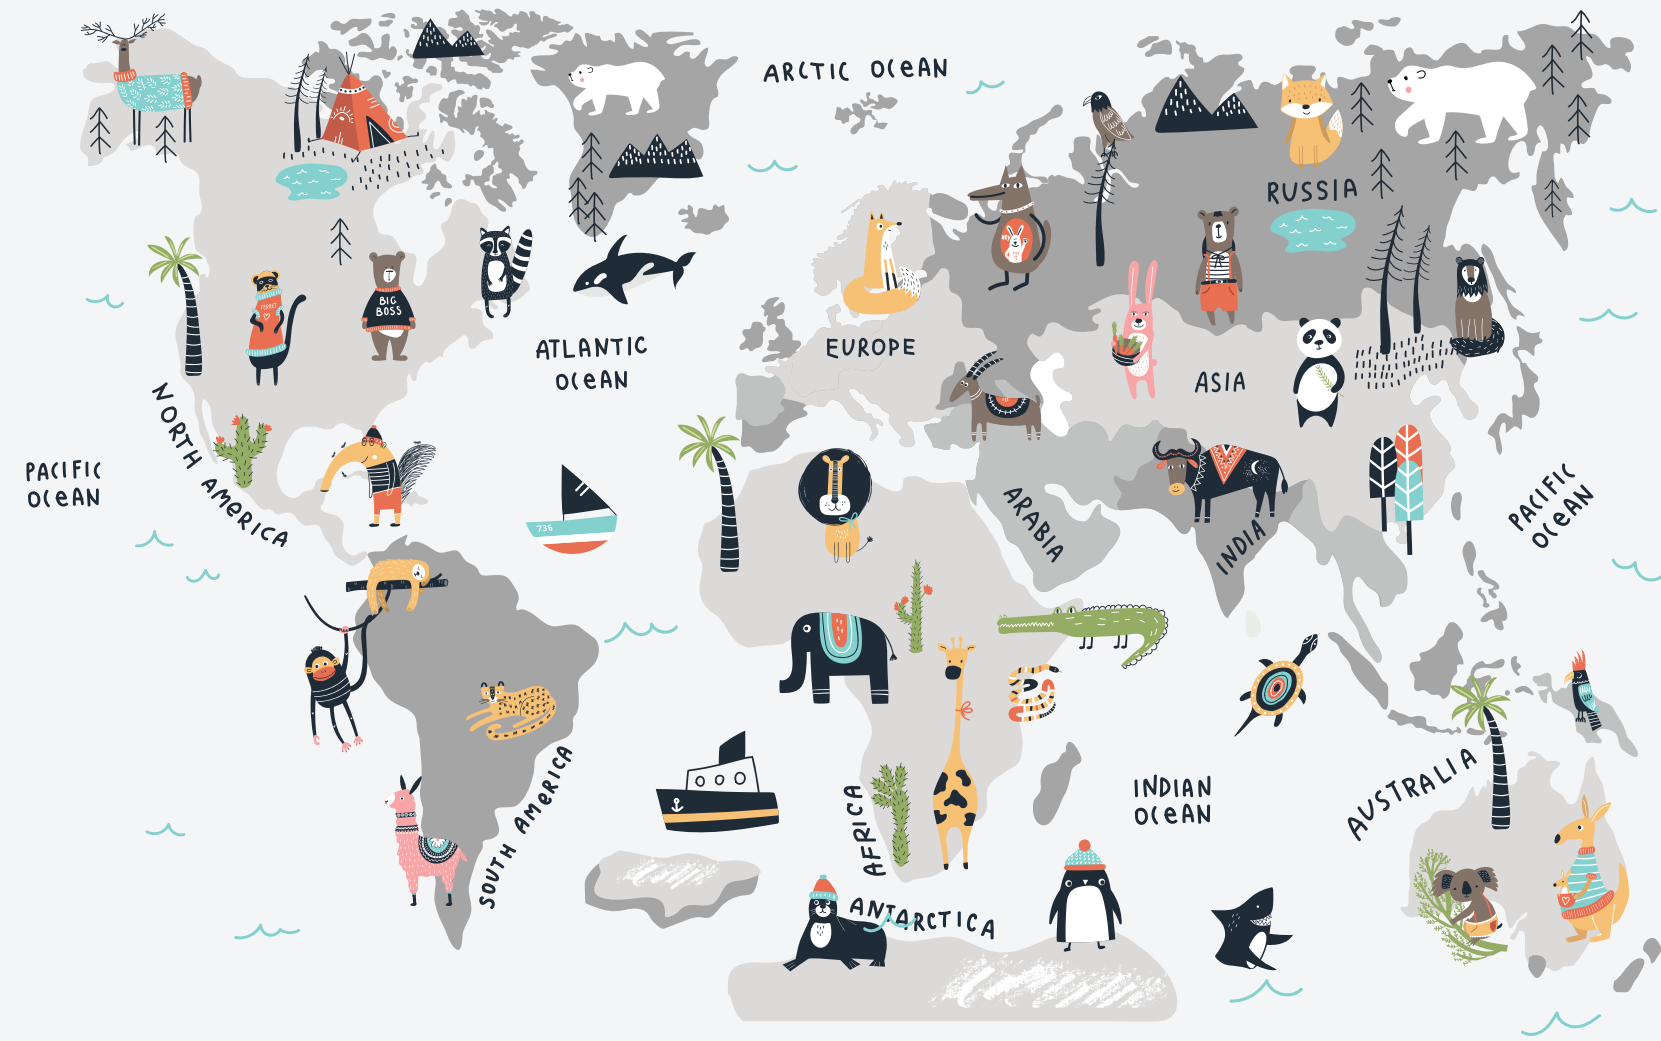 ARCTIC OCEAN
RUSSIA
BIG
BOSS
ATLANTIC
OCEAN
EUROPE
ASIA
NORTH AMERICA
PACIFIC
OCEAN
736
ARABIA
INDIA
PACIFIC
OCEAN
SOUTH AMERICA
AFRICA
INDIAN
OCEAN
AUSTRALIA
ANTARCTICA